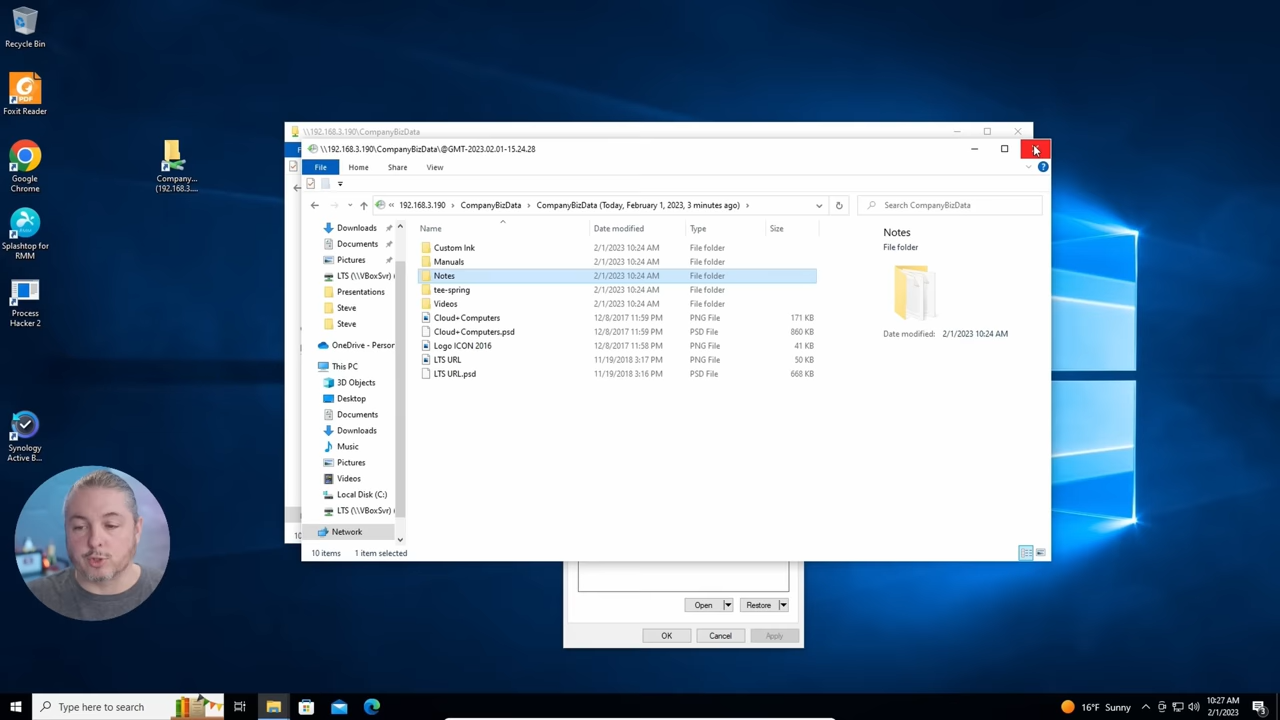 Recycle Bin
Foxit Reader
Google
Chrome
Splashtop for
RMM
Process
Hacker 2
Synology
Active B...
Company...
(192.168.3....
\\192.168.3.190\CompanyBizData
\\192.168.3.190\CompanyBizData\@GMT-2023.02.01-15.24.28
File
Home
Share
View
192.168.3.190 > CompanyBizData > CompanyBizData (Today, February 1, 2023, 3 minutes ago) >
Search CompanyBizData
Downloads
Documents
Pictures
LTS (\\VBoxSvr) (
Presentations
Steve
Steve
OneDrive - Person
This PC
3D Objects
Desktop
Documents
Downloads
Music
Pictures
Videos
Local Disk (C:)
LTS (\\VBoxSvr) (
Network
Name Date modified Type Size
Custom Ink 2/1/2023 10:24 AM File folder
Manuals 2/1/2023 10:24 AM File folder
Notes 2/1/2023 10:24 AM File folder
tee-spring 2/1/2023 10:24 AM File folder
Videos 2/1/2023 10:24 AM File folder
Cloud+Computers 12/8/2017 11:59 PM PNG File 171 KB
Cloud+Computers.psd 12/8/2017 11:59 PM PSD File 860 KB
Logo ICON 2016 12/8/2017 11:58 PM PNG File 41 KB
LTS URL 11/19/2018 3:17 PM PNG File 50 KB
LTS URL.psd 11/19/2018 3:16 PM PSD File 668 KB
Notes
File folder
Date modified: 2/1/2023 10:24 AM
10 items 1 item selected
Open
Restore
OK
Cancel
Apply
Type here to search
16°F Sunny
10:27 AM
2/1/2023
3